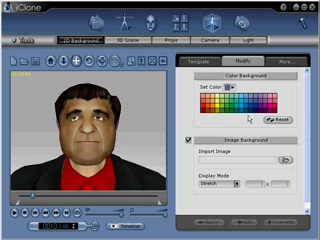 iClone
Tools
2D Background
3D Scene
Props
Camera
Light
Template
Modify
More...
Color Background
Set Color
Reset
Image Background
Import Image
Display Mode
Stretch
x
Timeline